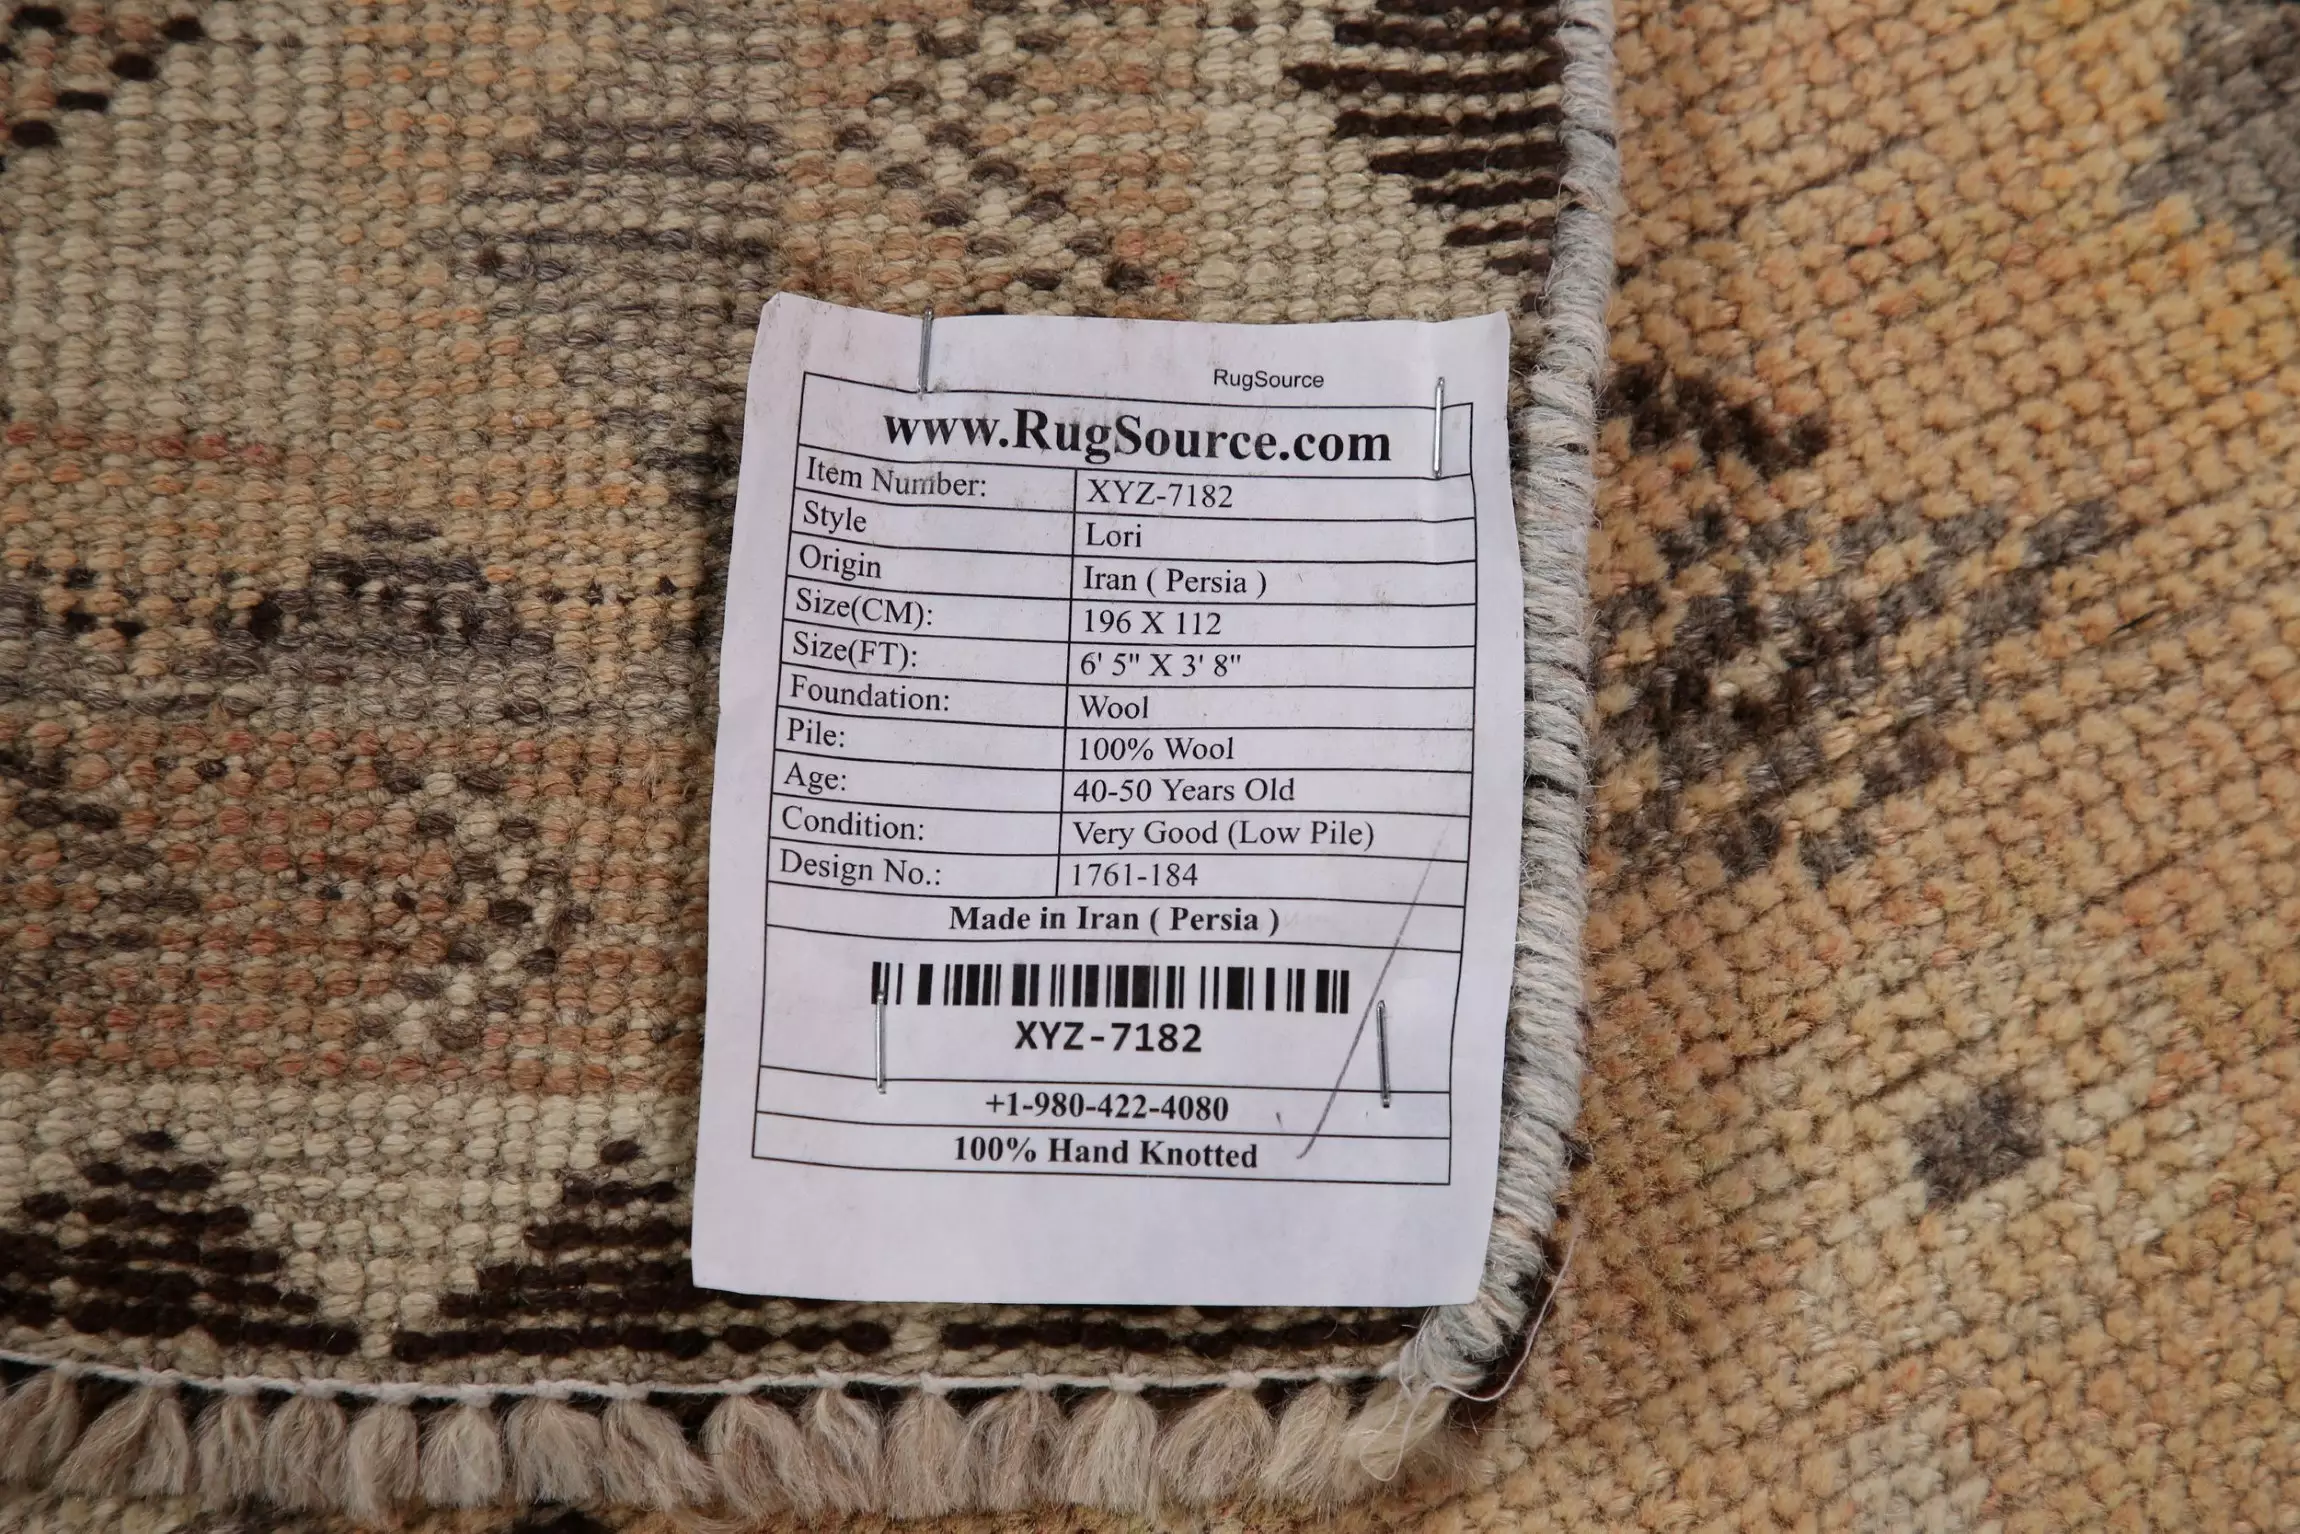 RugSource
www.RugSource.com
Item Number: XYZ-7182
Style Lori
Origin Iran ( Persia )
Size(CM): 196 X 112
Size(FT): 6' 5" X 3' 8"
Foundation: Wool
Pile: 100% Wool
Age: 40-50 Years Old
Condition: Very Good (Low Pile)
Design No.: 1761-184
Made in Iran ( Persia )
XYZ-7182
+1-980-422-4080
100% Hand Knotted